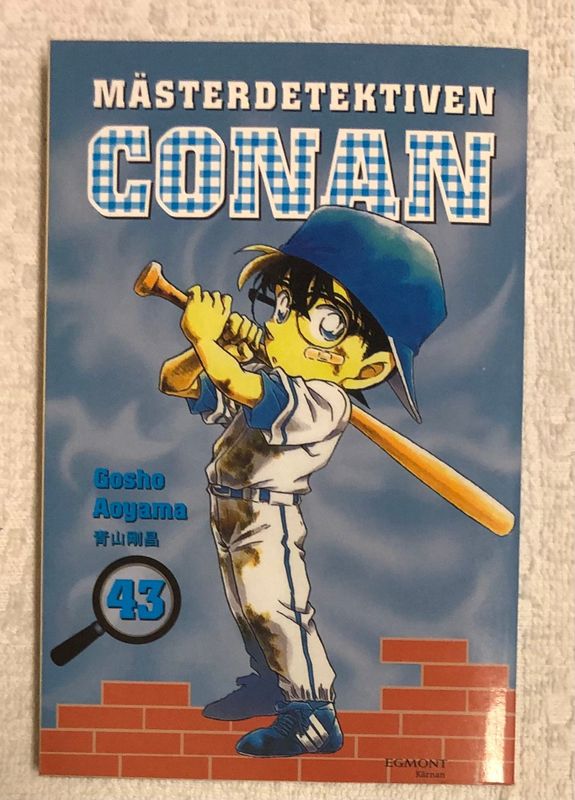 MÄSTERDETEKTIVEN
CONAN
Gosho
Aoyama
青山剛昌
43
EGMONT
Kärnan